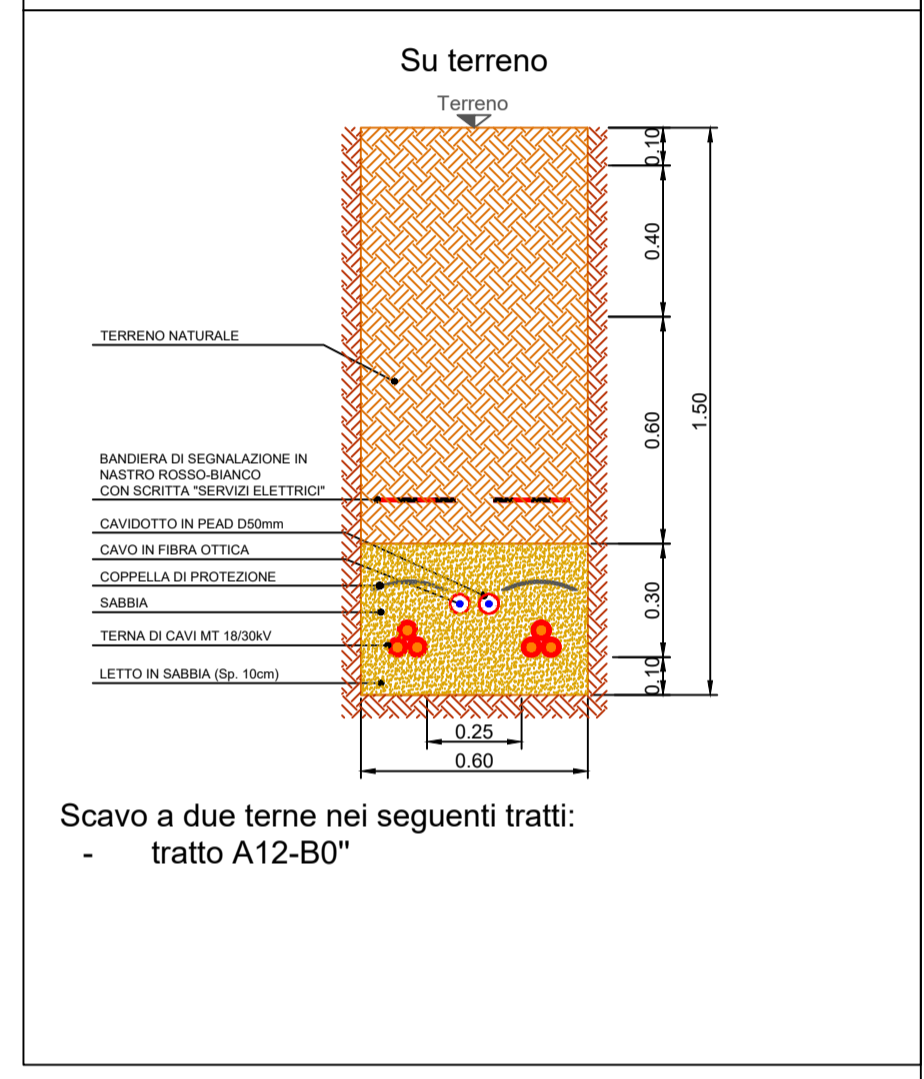 Su terreno
Terreno
0.10
0.40
TERRENO NATURALE
0.60
1.50
BANDIERA DI SEGNALAZIONE IN
NASTRO ROSSO-BIANCO
CON SCRITTA "SERVIZI ELETTRICI"
CAVIDOTTO IN PEAD D50mm
CAVO IN FIBRA OTTICA
COPPELLA DI PROTEZIONE
SABBIA
0.30
TERNA DI CAVI MT 18/30kV
LETTO IN SABBIA (Sp. 10cm)
0.10
0.25
0.60
Scavo a due terne nei seguenti tratti:
- tratto A12-B0"